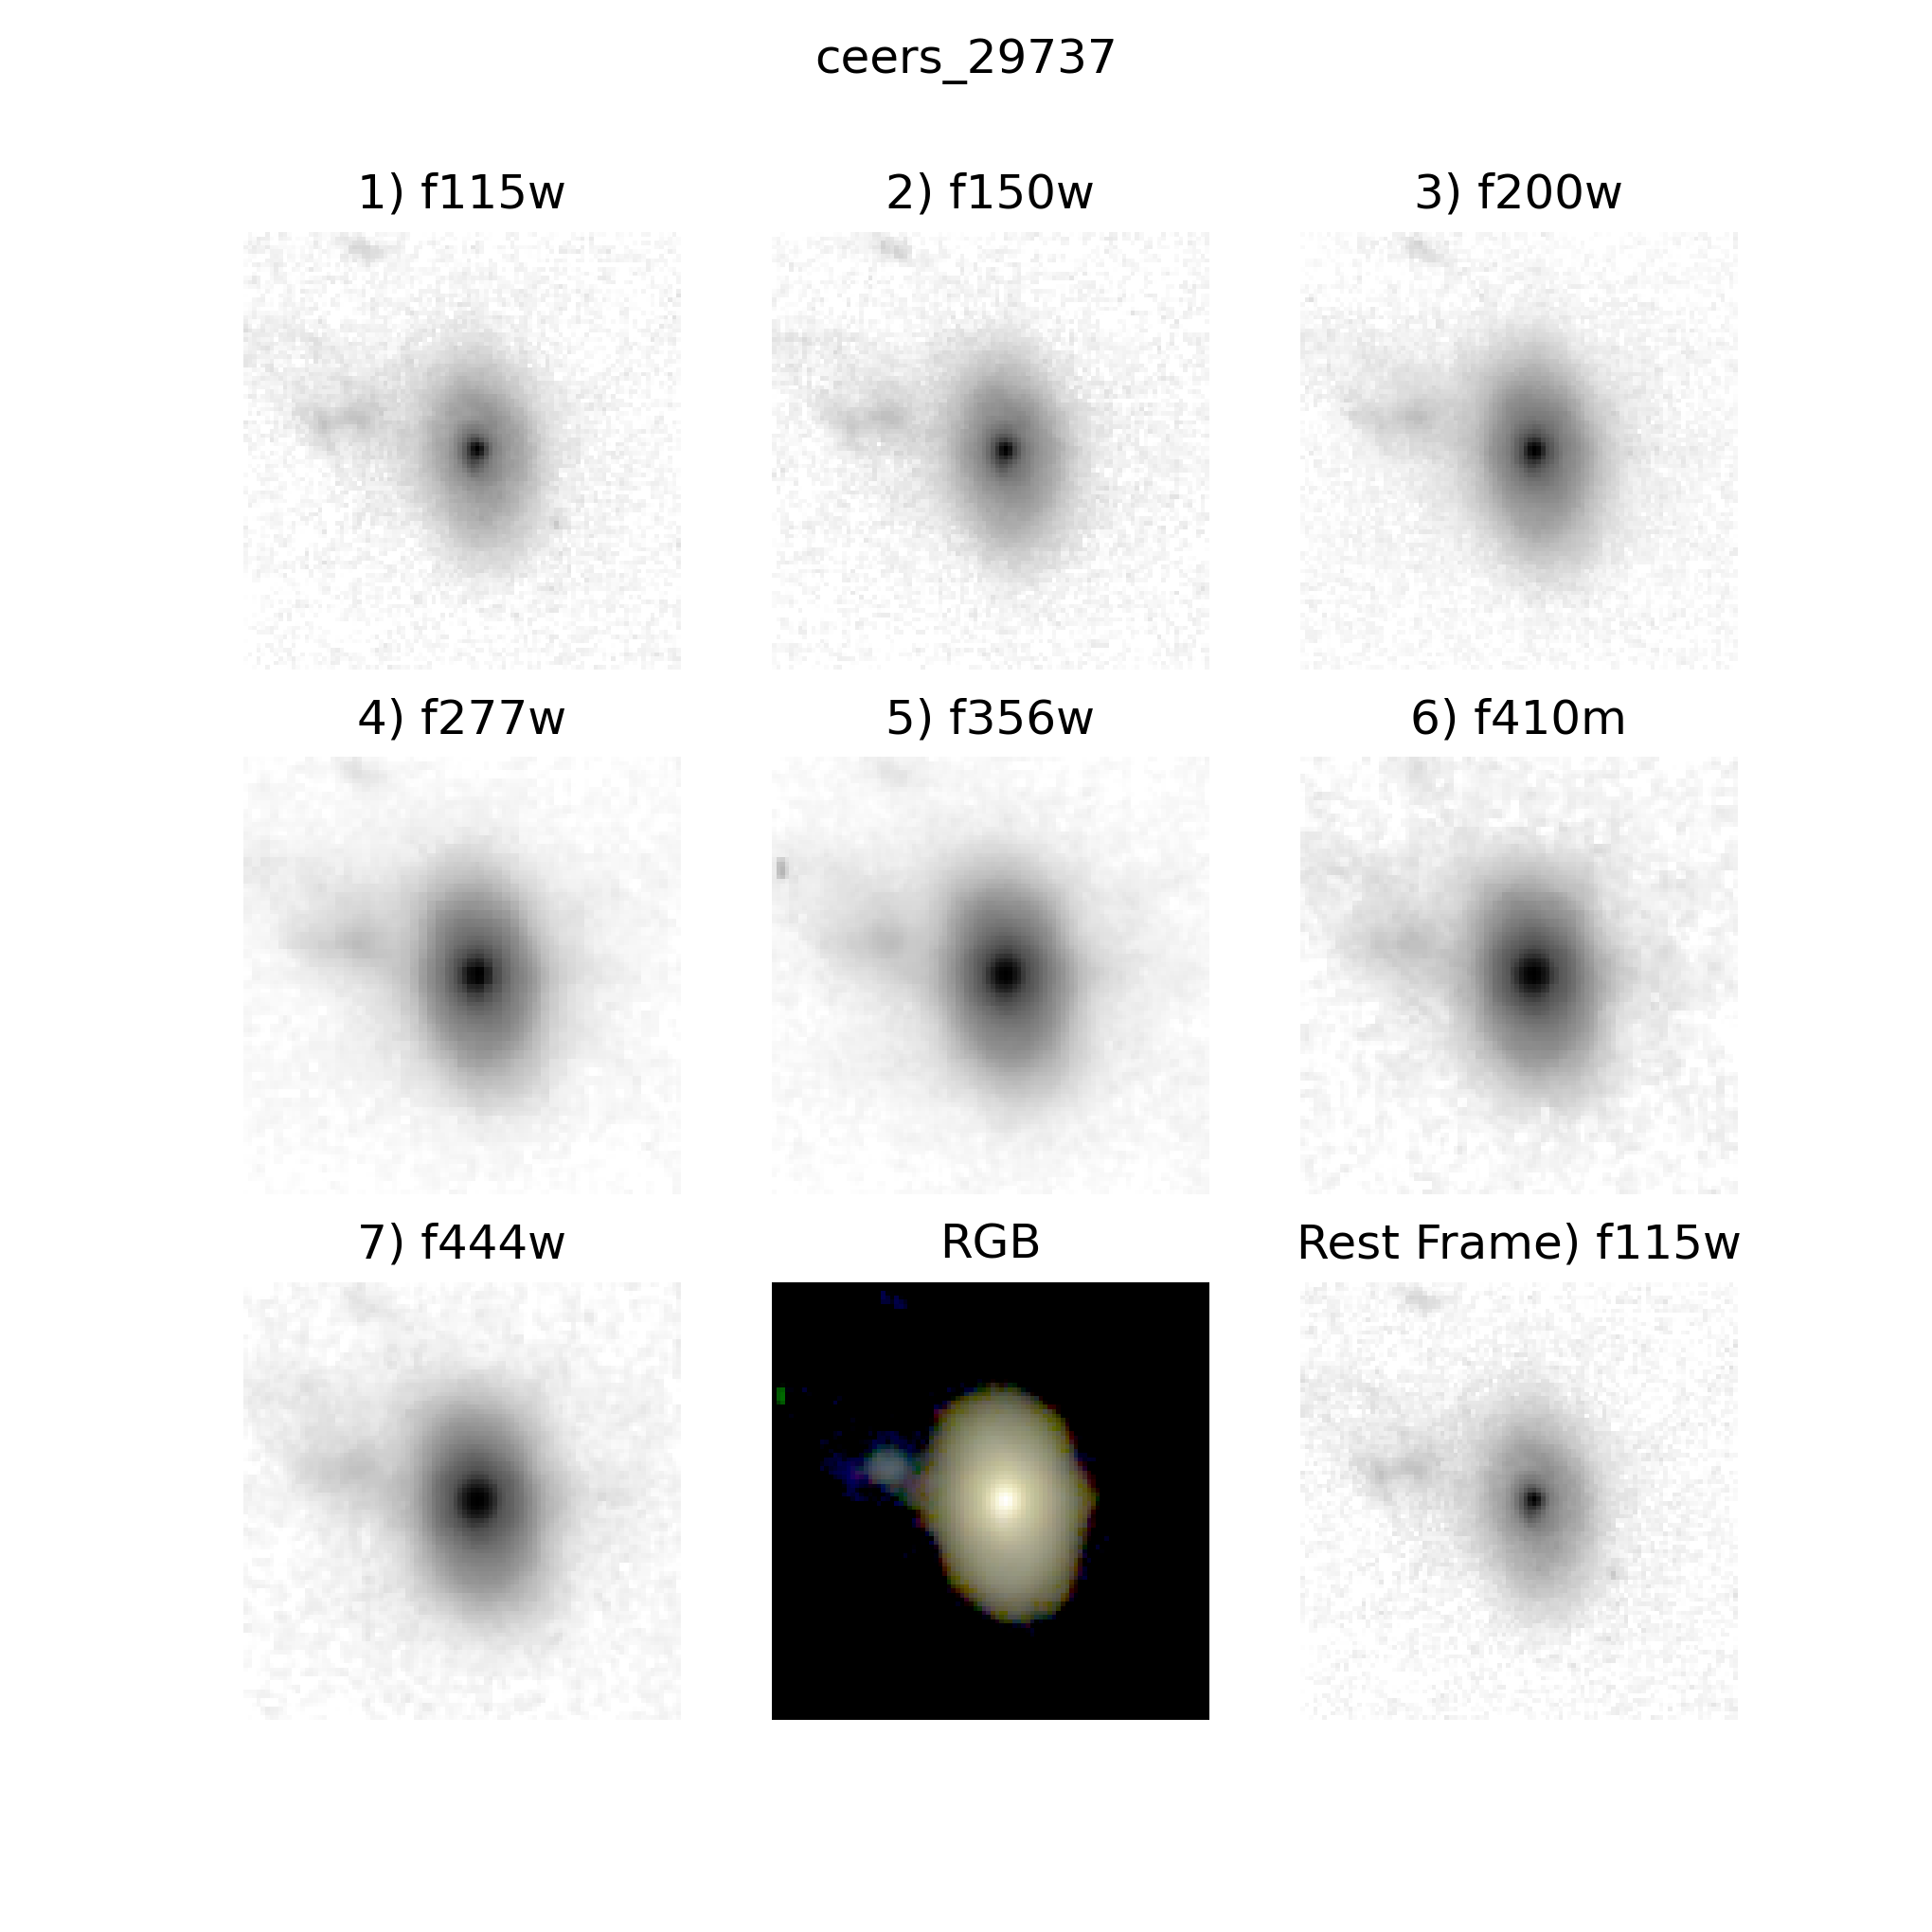 ceers_29737
1) f115w
2) f150w
3) f200w
4) f277w
5) f356w
6) f410m
7) f444w
RGB
Rest Frame) f115w